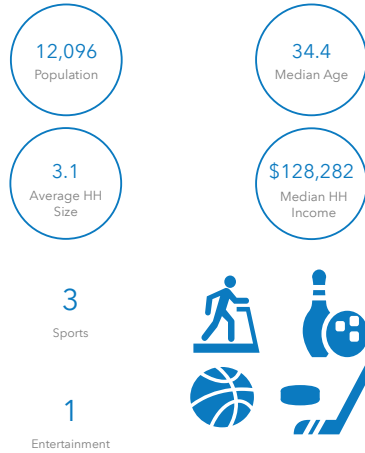 12,096
Population
34.4
Median Age
3.1
Average HH
Size
$128,282
Median HH
Income
3
Sports
1
Entertainment